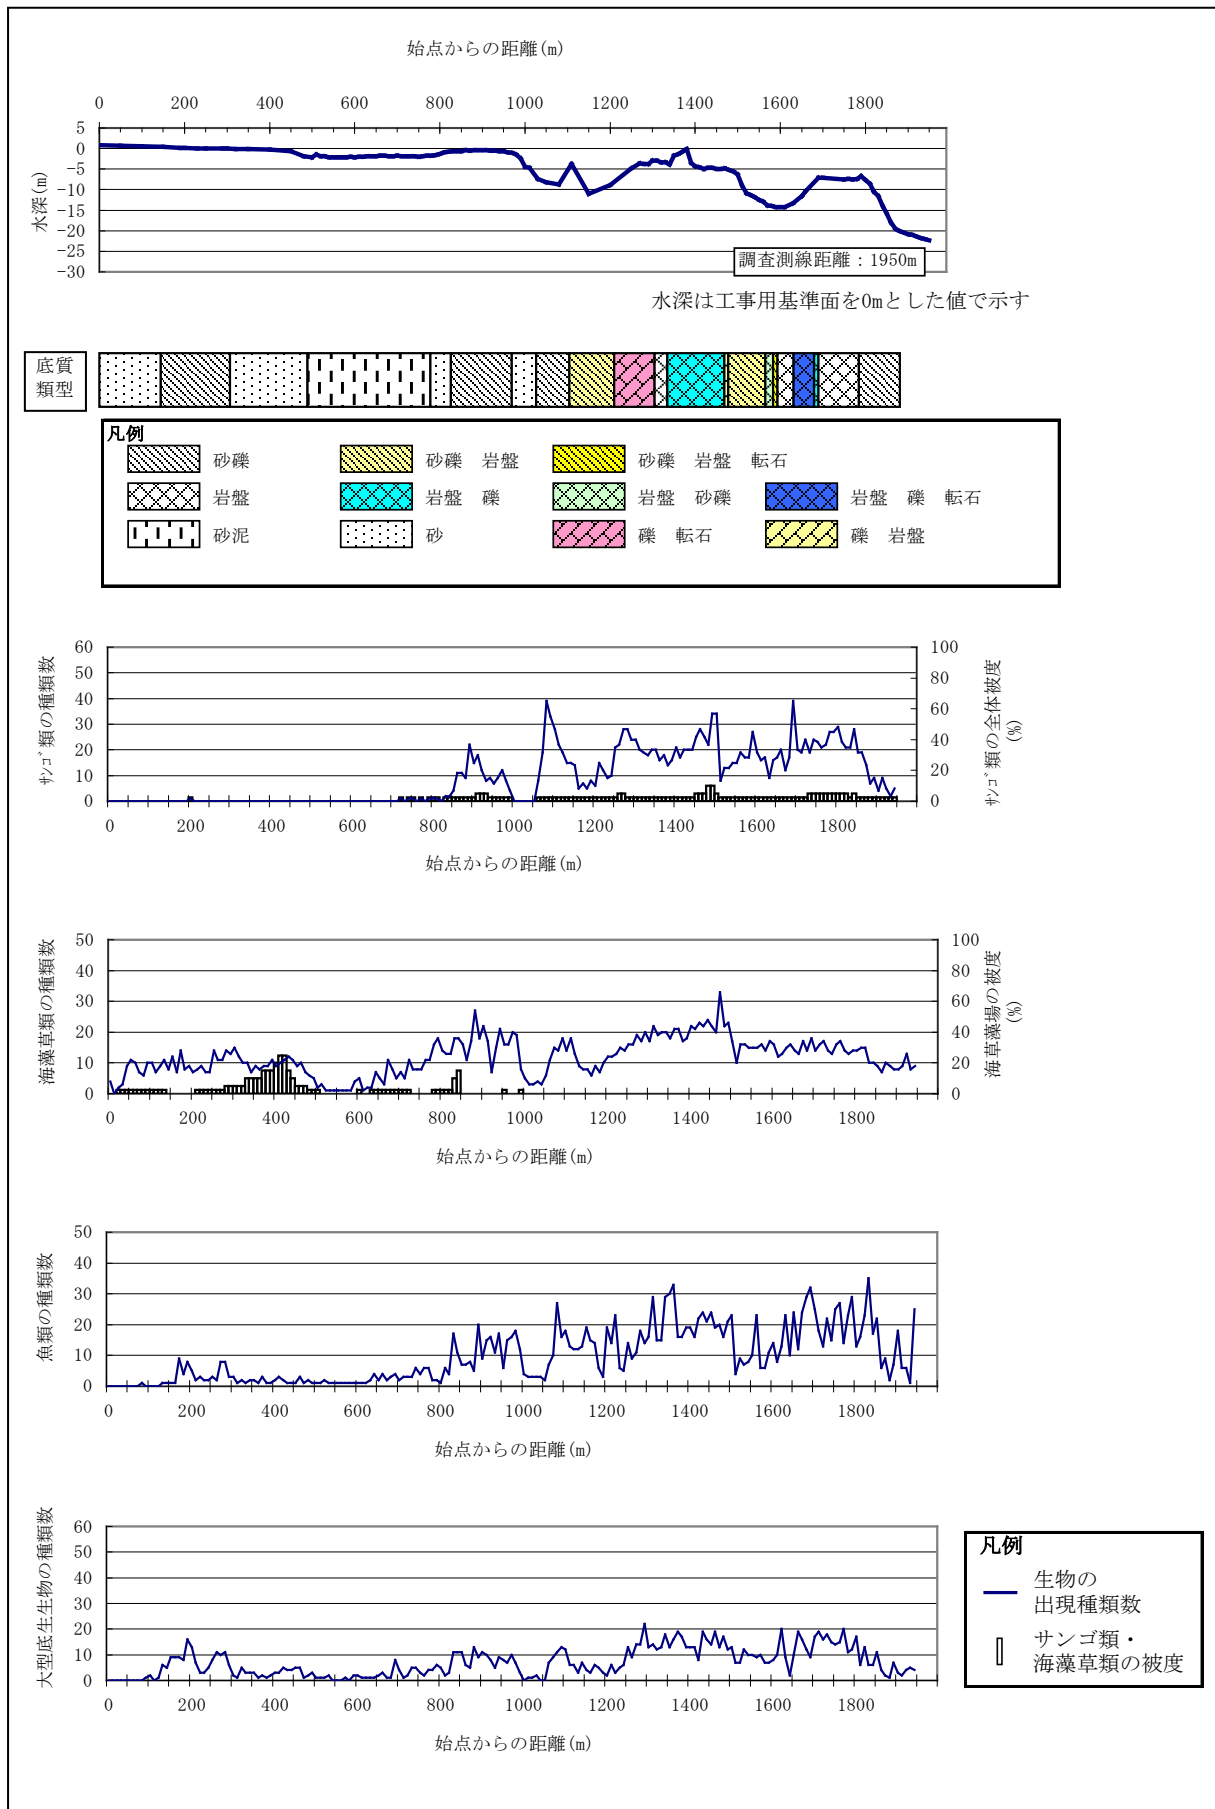 始点からの距離(m)
0 200 400 600 800 1000 1200 1400 1600 1800
5
0
-5
-10
-15
-20
-25
-30
水深(m)
調査測線距離：1950m
水深は工事用基準面を0mとした値で示す
底質
類型
凡例
砂礫 砂礫　岩盤 砂礫　岩盤　転石
岩盤 岩盤　礫 岩盤　砂礫 岩盤　礫　転石
砂泥 砂 礫　転石 礫　岩盤
サンゴ類の種類数
60
50
40
30
20
10
0
100
80
60
40
20
0
サンゴ類の全体被度
(%)
0 200 400 600 800 1000 1200 1400 1600 1800
始点からの距離(m)
海藻草類の種類数
50
40
30
20
10
0
100
80
60
40
20
0
海草藻場の被度
(%)
0 200 400 600 800 1000 1200 1400 1600 1800
始点からの距離(m)
魚類の種類数
50
40
30
20
10
0
0 200 400 600 800 1000 1200 1400 1600 1800
始点からの距離(m)
大型底生生物の種類数
60
50
40
30
20
10
0
0 200 400 600 800 1000 1200 1400 1600 1800
始点からの距離(m)
凡例
生物の
出現種類数
サンゴ類・
海藻草類の被度